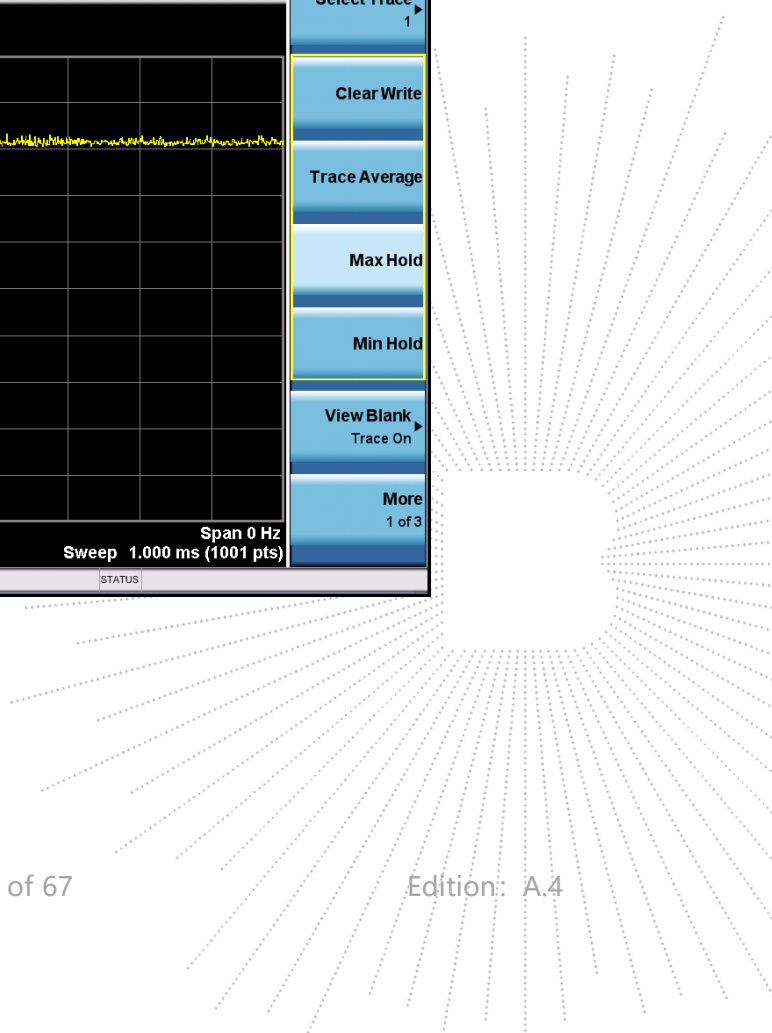 Select Trace
1
Clear Write
Trace Average
Max Hold
Min Hold
View Blank
Trace On
More
1 of 3
Span 0 Hz
Sweep 1.000 ms (1001 pts)
STATUS
of 67
Edition: A.4